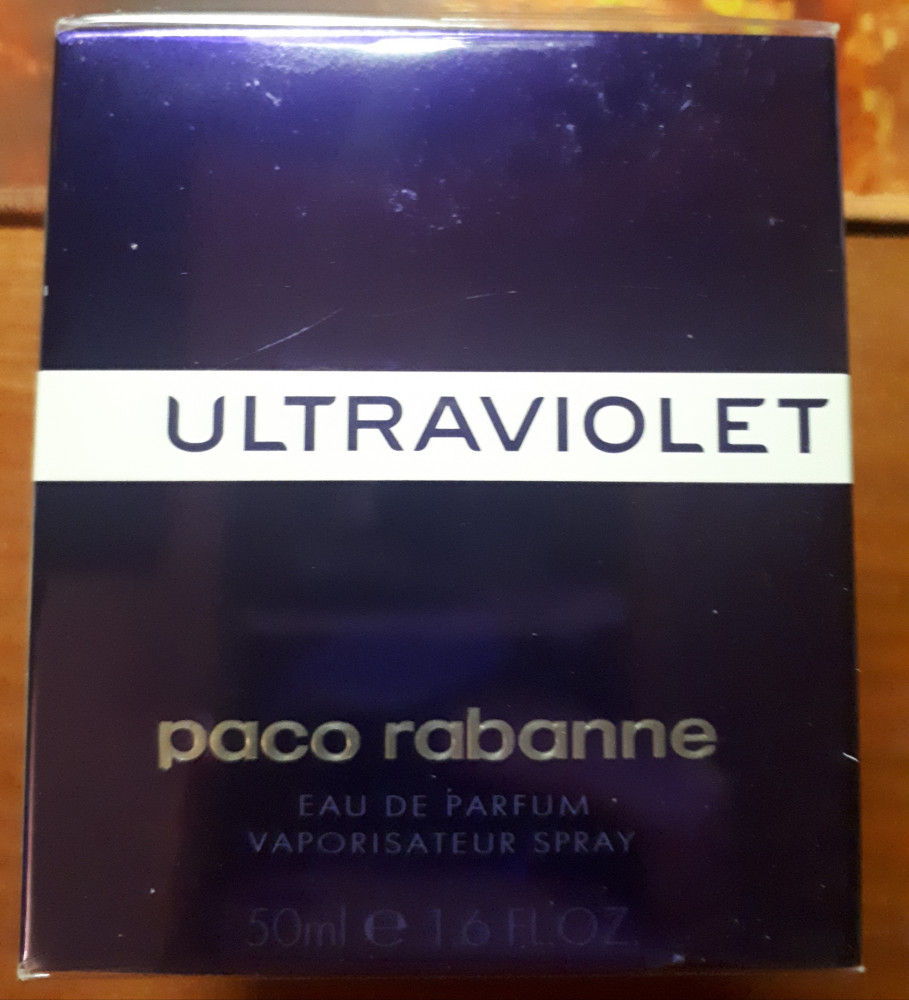 ULTRAVIOLET
paco rabanne
EAU DE PARFUM
VAPORISATEUR SPRAY
50ml ℮ 1.6 FL.OZ.